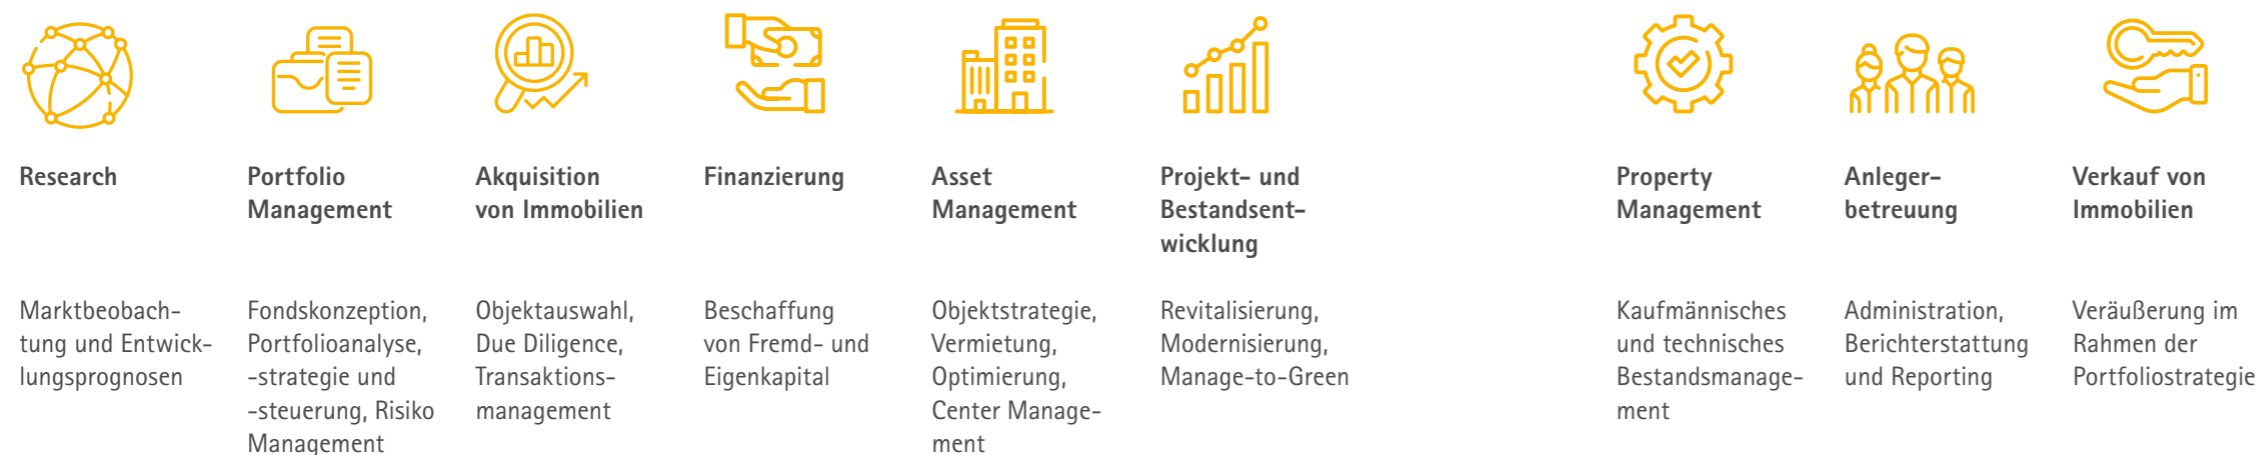 Research
Marktbeobach-
tung und Entwick-
lungsprognosen
Portfolio
Management
Fondskonzeption,
Portfolioanalyse,
-strategie und
-steuerung, Risiko
Management
Akquisition
von Immobilien
Objektauswahl,
Due Diligence,
Transaktions-
management
Finanzierung
Beschaffung
von Fremd- und
Eigenkapital
Asset
Management
Objektstrategie,
Vermietung,
Optimierung,
Center Manage-
ment
Projekt- und
Bestandsent-
wicklung
Revitalisierung,
Modernisierung,
Manage-to-Green
Property
Management
Kaufmännisches
und technisches
Bestandsmanage-
ment
Anleger-
betreuung
Administration,
Berichterstattung
und Reporting
Verkauf von
Immobilien
Veräußerung im
Rahmen der
Portfoliostrategie